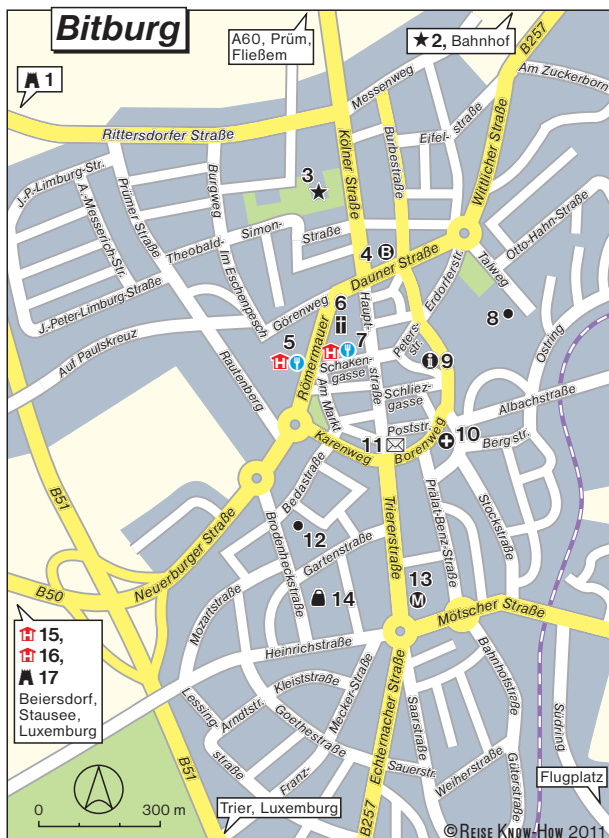 Bitburg
A60, Prüm,
Fließem
★ 2, Bahnhof
B257
1
Am Zuckerborn
Messenweg
Rittersdorfer Straße
Kölner Straße
Burbestraße
Eifel-
straße
Wittlicher Straße
J.-P.-Limburg-Str.
A.-Messerich-Str.
Prümer Straße
Burgweg
3
Theobald-
Simon-
Straße
Im Eschenpesch
4 B
Dauner Straße
Erdorferstr.
Talweg
Otto-Hahn-Straße
J.-Peter-Limburg-Straße
Görenweg
6
Haupt-
straße
8
Auf Paulskreuz
Römermauer
5
H
7
H
Peters-
str.
i 9
Ostring
Schaken-
gasse
Rautenberg
Am Markt
Schliez-
gasse
Albachstraße
Poststr.
Karenweg
11
Borenweg
10
Bergstr.
B51
Bedastraße
Triererstraße
Prälat-Benz-Straße
Stockstraße
Neuerburger Straße
Brodenheckstraße
12
Gartenstraße
B50
Mozartstraße
14
13
M
Mötscher Straße
H 15,
H 16,
17
Beiersdorf,
Stausee,
Luxemburg
Heinrichstraße
Kleiststraße
Mecker-Straße
Bahnhofstraße
Lessing-
straße
Arndtstr.
Goethestraße
Echternacher Straße
Saarstraße
Südring
B51
Franz-
Sauerstr.
Weiherstraße
Güterstraße
Flugplatz
0 300 m
Trier, Luxemburg
B257
©REISE KNOW-HOW 2011